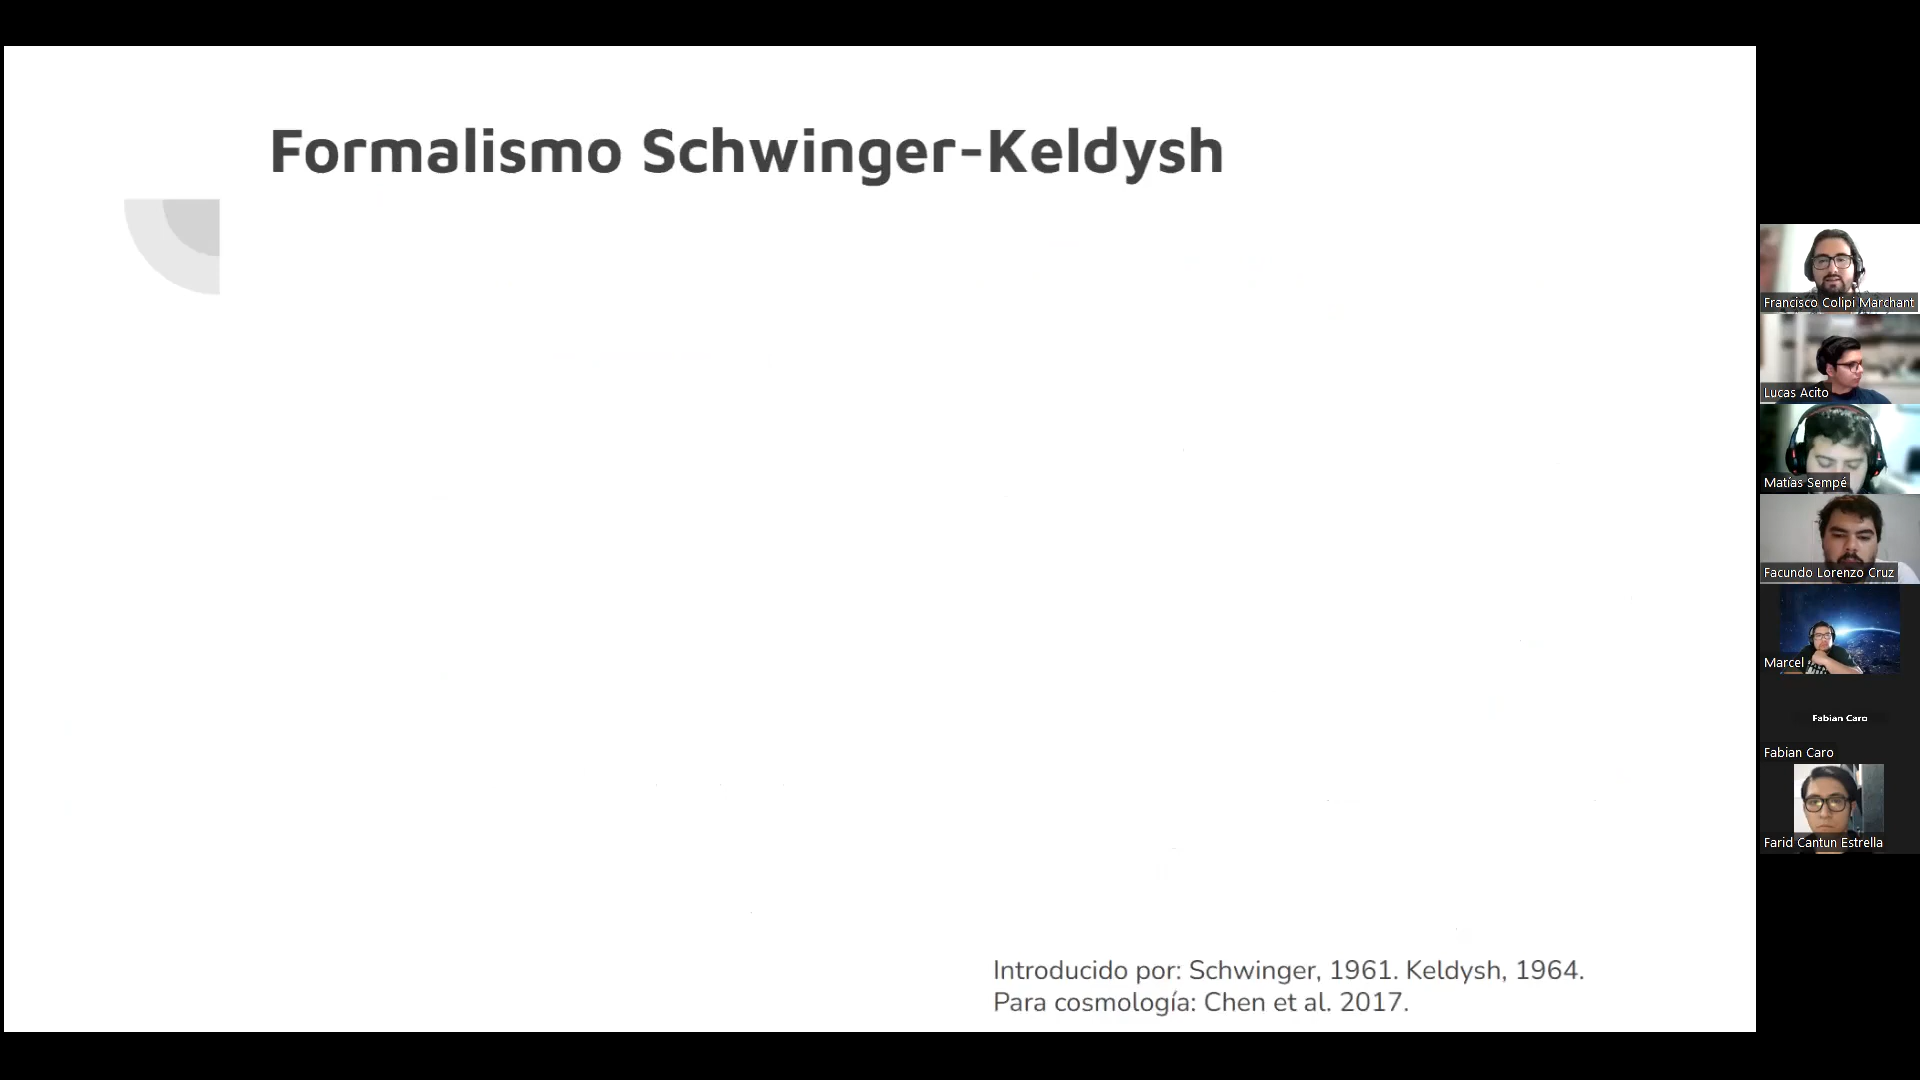 Formalismo Schwinger-Keldysh
Introducido por: Schwinger, 1961. Keldysh, 1964.
Para cosmología: Chen et al. 2017.
Francisco Colipi Marchant
Lucas Acito
Matías Sempé
Facundo Lorenzo Cruz
Marcel
Fabian Caro
Fabian Caro
Farid Cantun Estrella